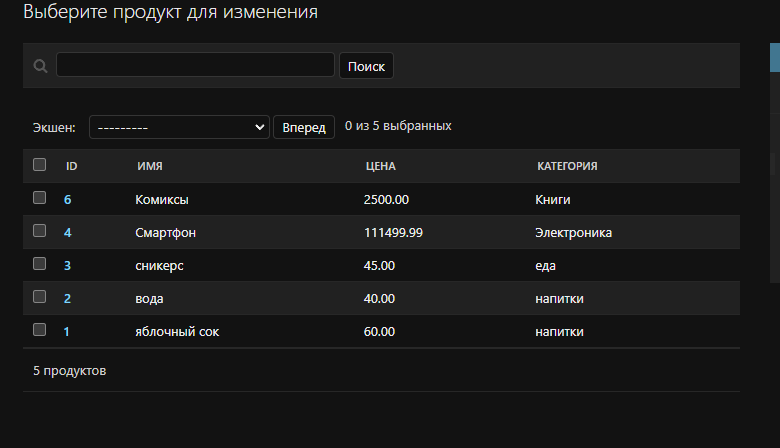 Выберите продукт для изменения
Поиск
Экшен: --------- Вперед 0 из 5 выбранных
ID ИМЯ ЦЕНА КАТЕГОРИЯ
6 Комиксы 2500.00 Книги
4 Смартфон 111499.99 Электроника
3 сникерс 45.00 еда
2 вода 40.00 напитки
1 яблочный сок 60.00 напитки
5 продуктов